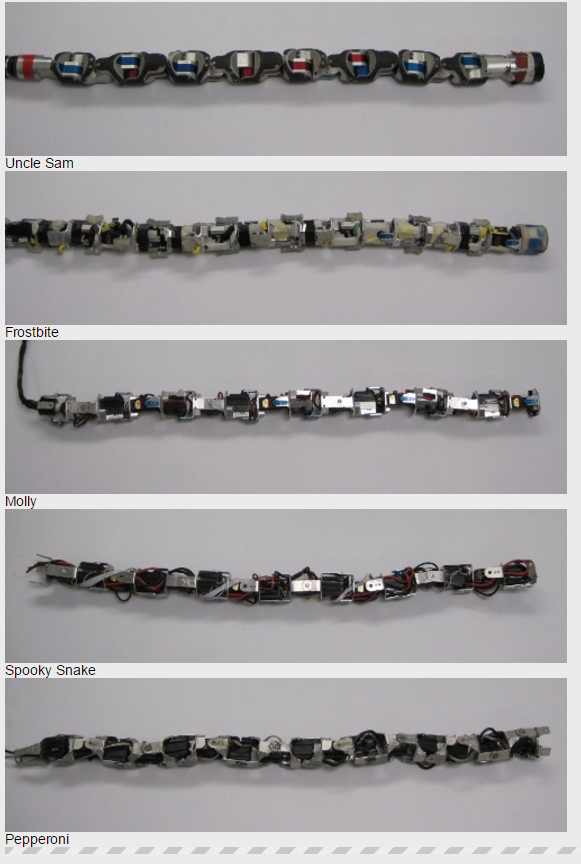 Uncle Sam
Frostbite
Molly
Spooky Snake
Pepperoni